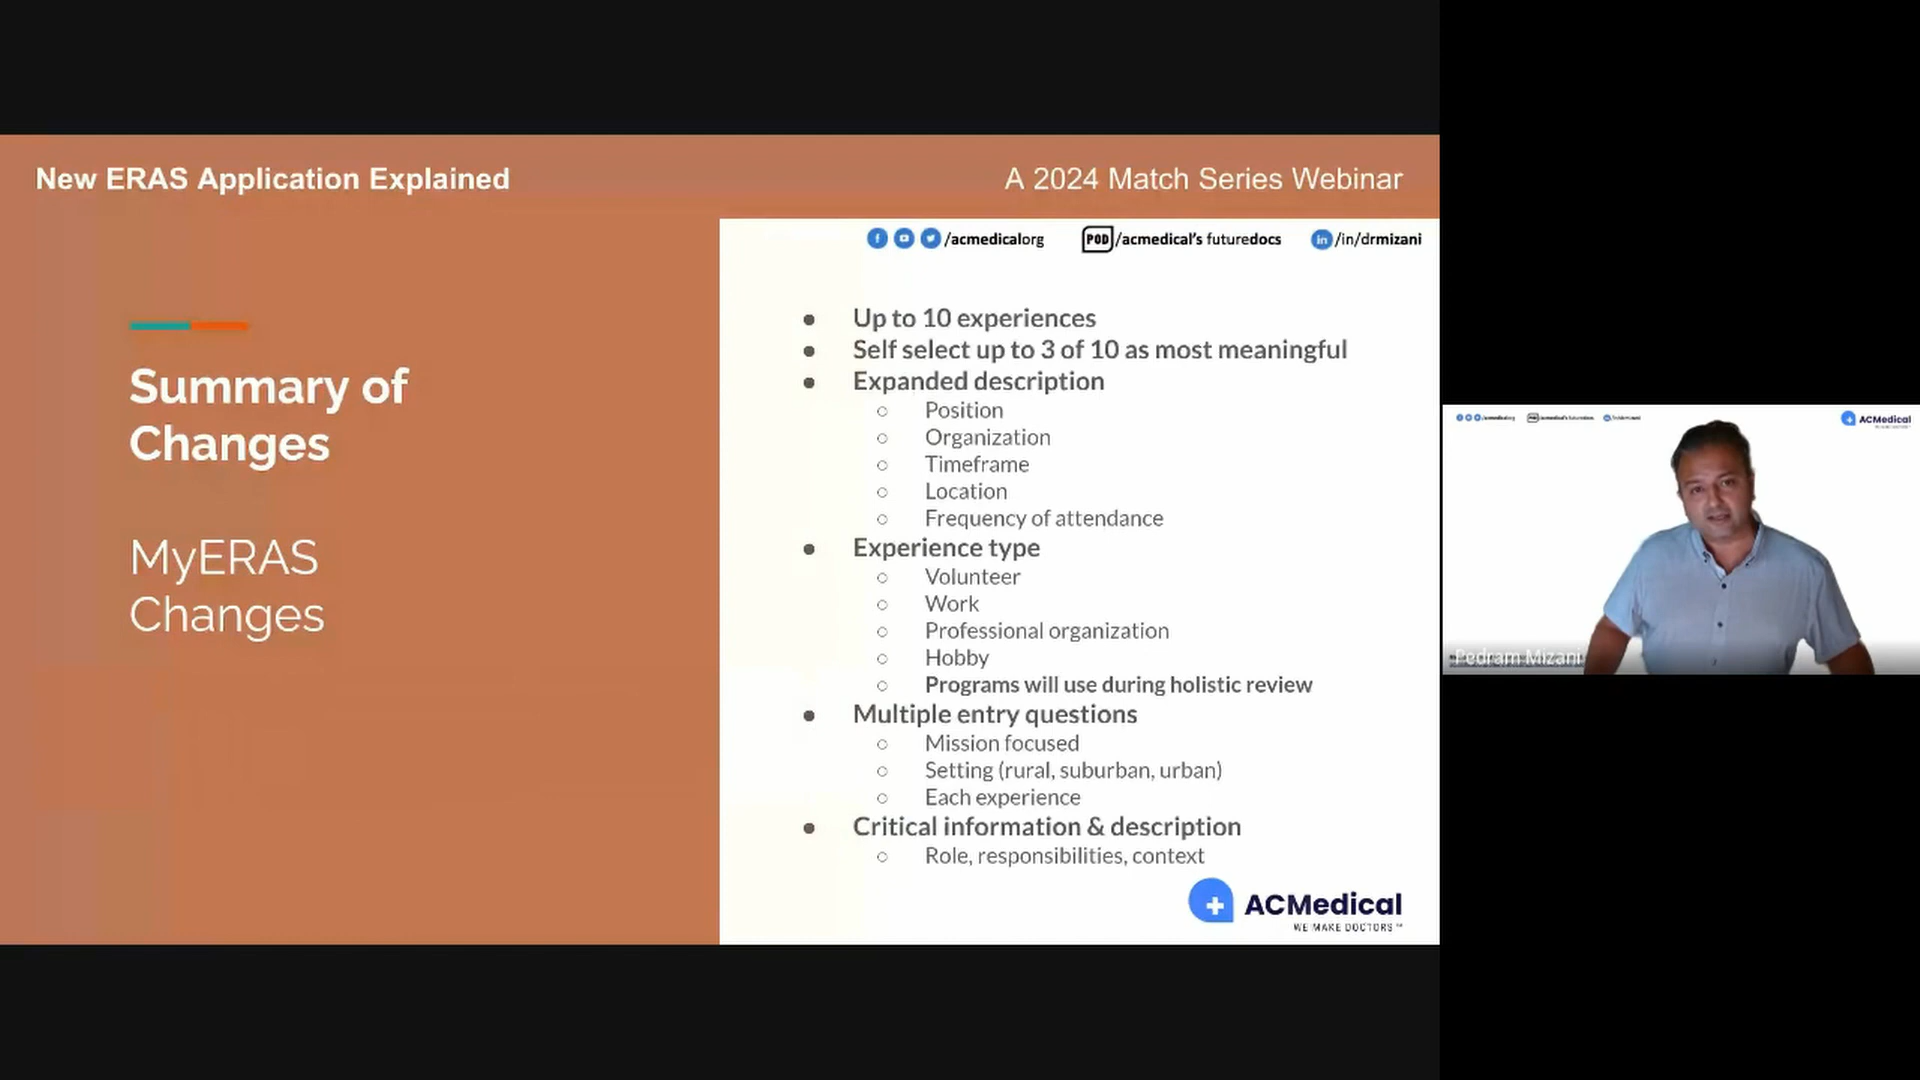 New ERAS Application Explained
A 2024 Match Series Webinar
/acmedicalorg
POD /acmedical's futuredocs
in /in/drmizani
Summary of
Changes
MyERAS
Changes
Up to 10 experiences
Self select up to 3 of 10 as most meaningful
Expanded description
Position
Organization
Timeframe
Location
Frequency of attendance
Experience type
Volunteer
Work
Professional organization
Hobby
Programs will use during holistic review
Multiple entry questions
Mission focused
Setting (rural, suburban, urban)
Each experience
Critical information & description
Role, responsibilities, context
ACMedical
WE MAKE DOCTORS™
ACMedical
Pedram Mizani